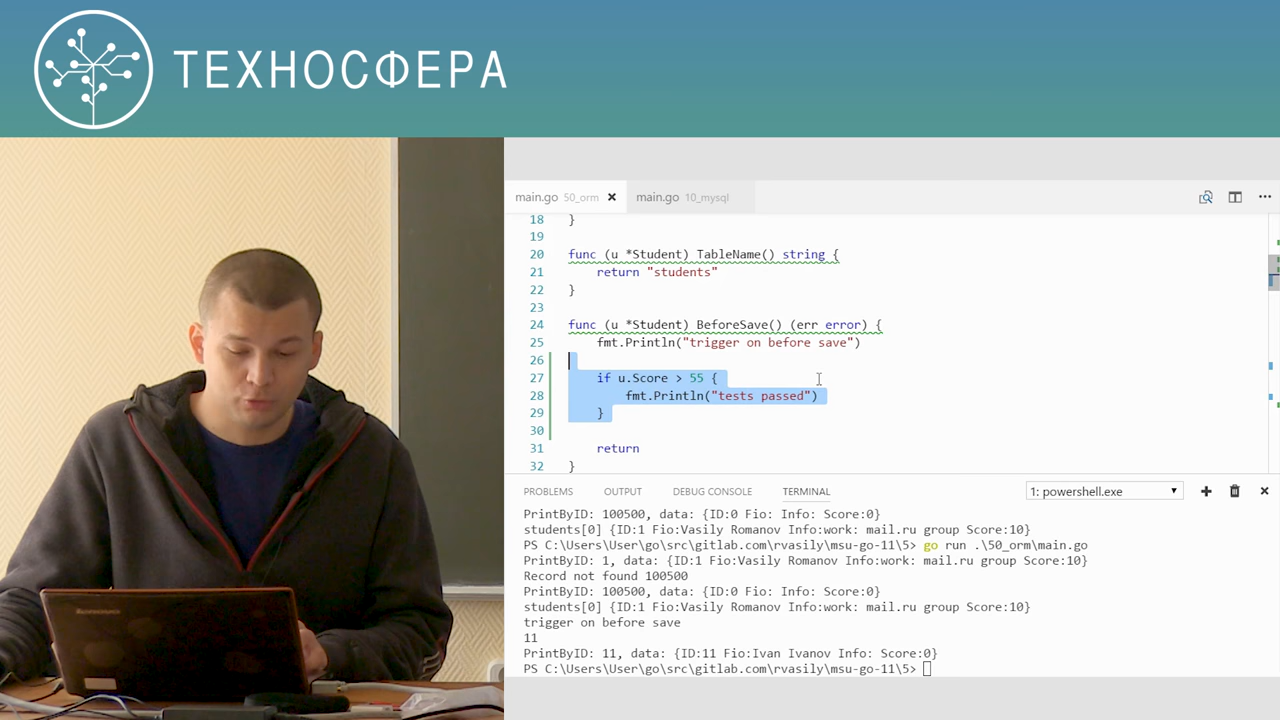 ТЕХНОСФЕРА
main.go 50_orm
main.go 10_mysql
18 }
19
20 func (u *Student) TableName() string {
21 return "students"
22 }
23
24 func (u *Student) BeforeSave() (err error) {
25 fmt.Println("trigger on before save")
26
27 if u.Score > 55 {
28 fmt.Println("tests passed")
29 }
30
31 return
32 }
PROBLEMS OUTPUT DEBUG CONSOLE TERMINAL 1: powershell.exe
PrintByID: 100500, data: {ID:0 Fio: Info: Score:0}
students[0] {ID:1 Fio:Vasily Romanov Info:work: mail.ru group Score:10}
PS C:\Users\User\go\src\gitlab.com\rvasily\msu-go-11\5> go run .\50_orm\main.go
PrintByID: 1, data: {ID:1 Fio:Vasily Romanov Info:work: mail.ru group Score:10}
Record not found 100500
PrintByID: 100500, data: {ID:0 Fio: Info: Score:0}
students[0] {ID:1 Fio:Vasily Romanov Info:work: mail.ru group Score:10}
trigger on before save
11
PrintByID: 11, data: {ID:11 Fio:Ivan Ivanov Info: Score:0}
PS C:\Users\User\go\src\gitlab.com\rvasily\msu-go-11\5>